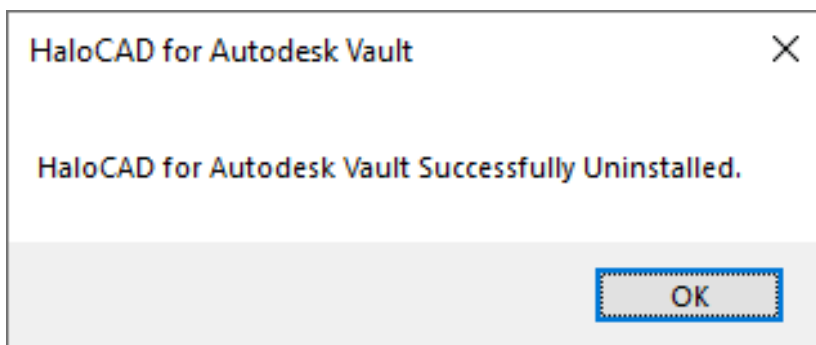 HaloCAD for Autodesk Vault
HaloCAD for Autodesk Vault Successfully Uninstalled.
OK